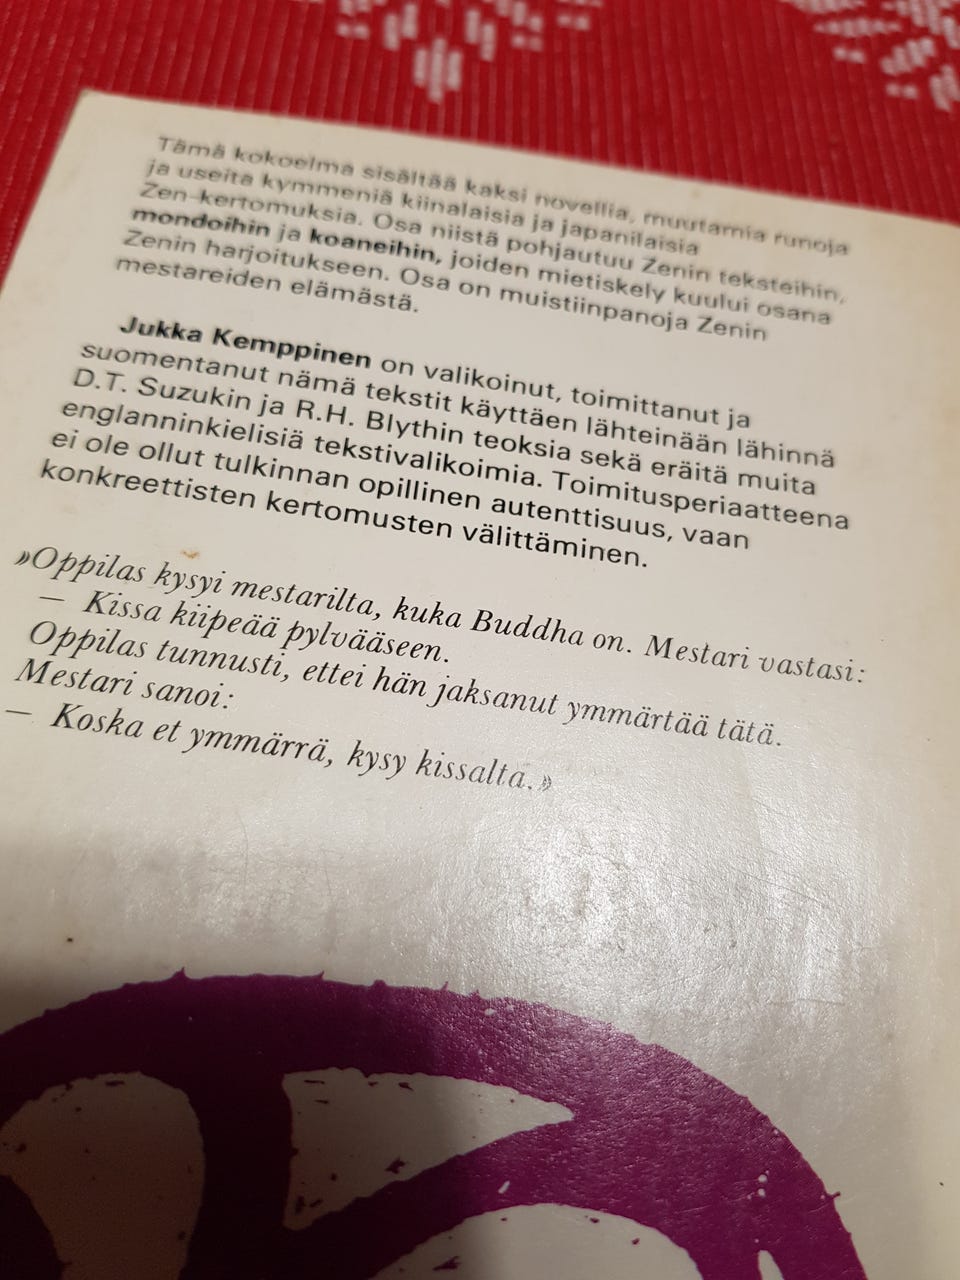 Tämä kokoelma sisältää kaksi novellia, muutamia runoja
ja useita kymmeniä kiinalaisia ja japanilaisia
Zen-kertomuksia. Osa niistä pohjautuu Zenin teksteihin,
mondoihin ja koaneihin, joiden mietiskely kuului osana
Zenin harjoitukseen. Osa on muistiinpanoja Zenin
mestareiden elämästä.
Jukka Kemppinen on valikoinut, toimittanut ja
suomentanut nämä tekstit käyttäen lähteinään lähinnä
D.T. Suzukin ja R.H. Blythin teoksia sekä eräitä muita
englanninkielisiä tekstivalikoimia. Toimitusperiaatteena
ei ole ollut tulkinnan opillinen autenttisuus, vaan
konkreettisten kertomusten välittäminen.
»Oppilas kysyi mestarilta, kuka Buddha on. Mestari vastasi:
— Kissa kiipeää pylvääseen.
Oppilas tunnusti, ettei hän jaksanut ymmärtää tätä.
Mestari sanoi:
— Koska et ymmärrä, kysy kissalta.»